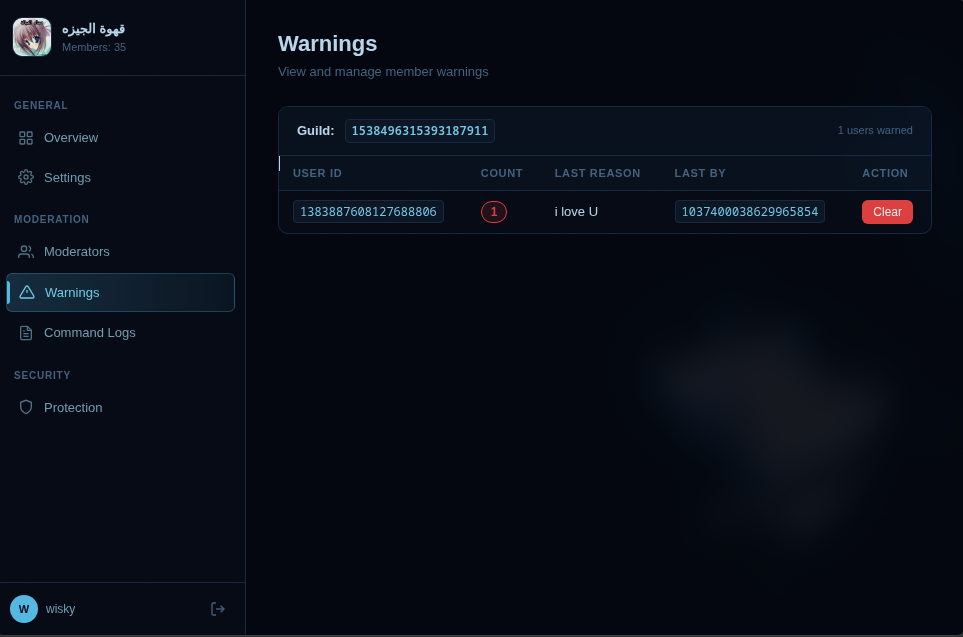 قهوة الجيزه
Members: 35
GENERAL
Overview
Settings
MODERATION
Moderators
Warnings
Command Logs
SECURITY
Protection
W wisky
Warnings
View and manage member warnings
Guild: 1538496315393187911 1 users warned
USER ID COUNT LAST REASON LAST BY ACTION
1383887608127688806 1 i love U 1037400038629965854 Clear